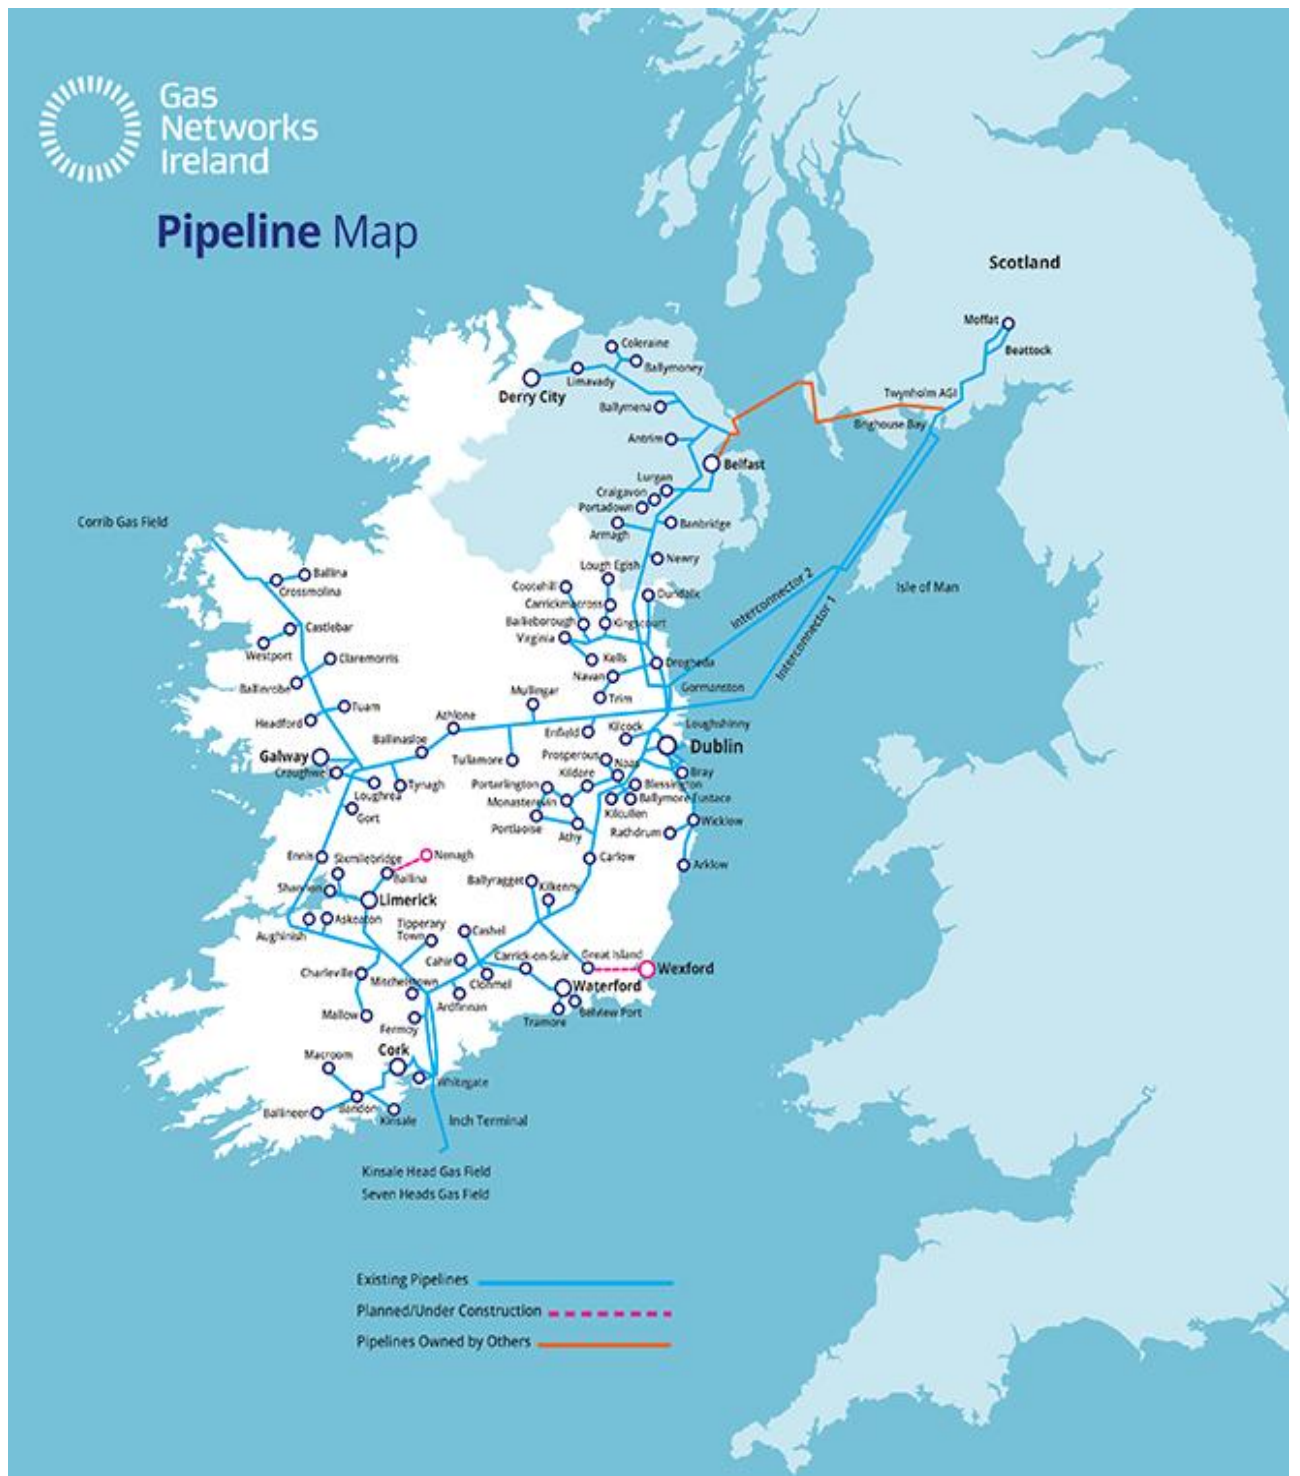 Gas
Networks
Ireland
Pipeline Map
Scotland
Moffat
Beattock
Coleraine
Ballymoney
Limavady
Derry City
Twynholm AGI
Ballymena
Brighouse Bay
Antrim
Belfast
Lurgan
Craigavon
Portadown
Corrib Gas Field
Banbridge
Armagh
Newry
Lough Egish
Ballina
Crossmolina
Cootehill
Dundalk
Interconnector 2
Isle of Man
Carrickmacross
Interconnector 1
Bailieborough
Kingscourt
Castlebar
Virginia
Westport
Claremorris
Kells
Drogheda
Navan
Ballinrobe
Gormanston
Mullingar
Trim
Tuam
Headford
Athlone
Loughshinny
Kilcock
Enfield
Ballinasloe
Dublin
Galway
Tullamore
Prosperous
Naas
Craughwell
Kildare
Bray
Loughrea
Tynagh
Portarlington
Blessington
Monasterevin
Ballymore Eustace
Gort
Kilcullen
Wicklow
Portlaoise
Athy
Rathdrum
Ennis
Sixmilebridge
Nenagh
Carlow
Arklow
Ballina
Ballyragget
Kilkenny
Shannon
Limerick
Askeaton
Tipperary
Town
Cashel
Aughinish
Carrick-on-Suir
Great Island
Cahir
Wexford
Charleville
Mitchelstown
Clonmel
Waterford
Ardfinnan
Belview Port
Mallow
Tramore
Fermoy
Cork
Macroom
Whitegate
Bandon
Ballineen
Kinsale
Inch Terminal
Kinsale Head Gas Field
Seven Heads Gas Field
Existing Pipelines
Planned/Under Construction
Pipelines Owned by Others